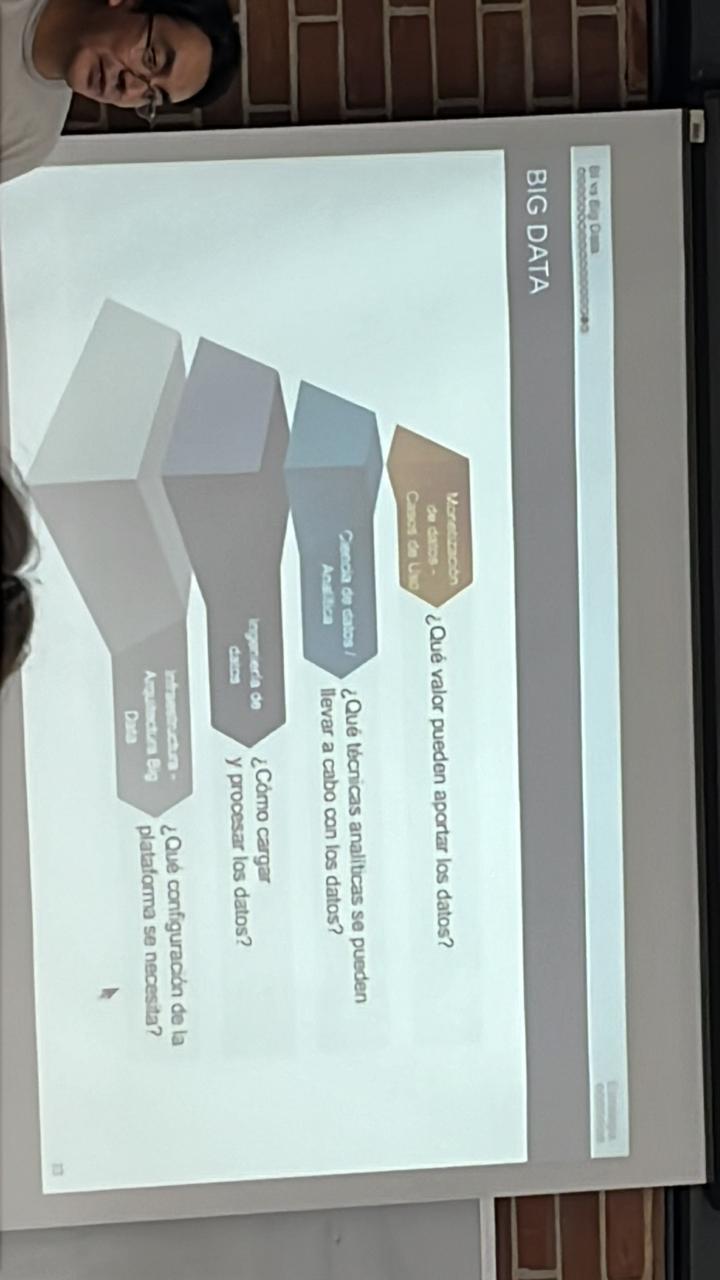 BI vs Big Data
BIG DATA
Monetización
de datos -
Casos de Uso
¿Qué valor pueden aportar los datos?
Ciencia de datos /
Analítica
¿Qué técnicas analíticas se pueden
llevar a cabo con los datos?
Ingeniería de
datos
¿Cómo cargar
y procesar los datos?
Infraestructura -
Arquitectura Big
Data
¿Qué configuración de la
plataforma se necesita?